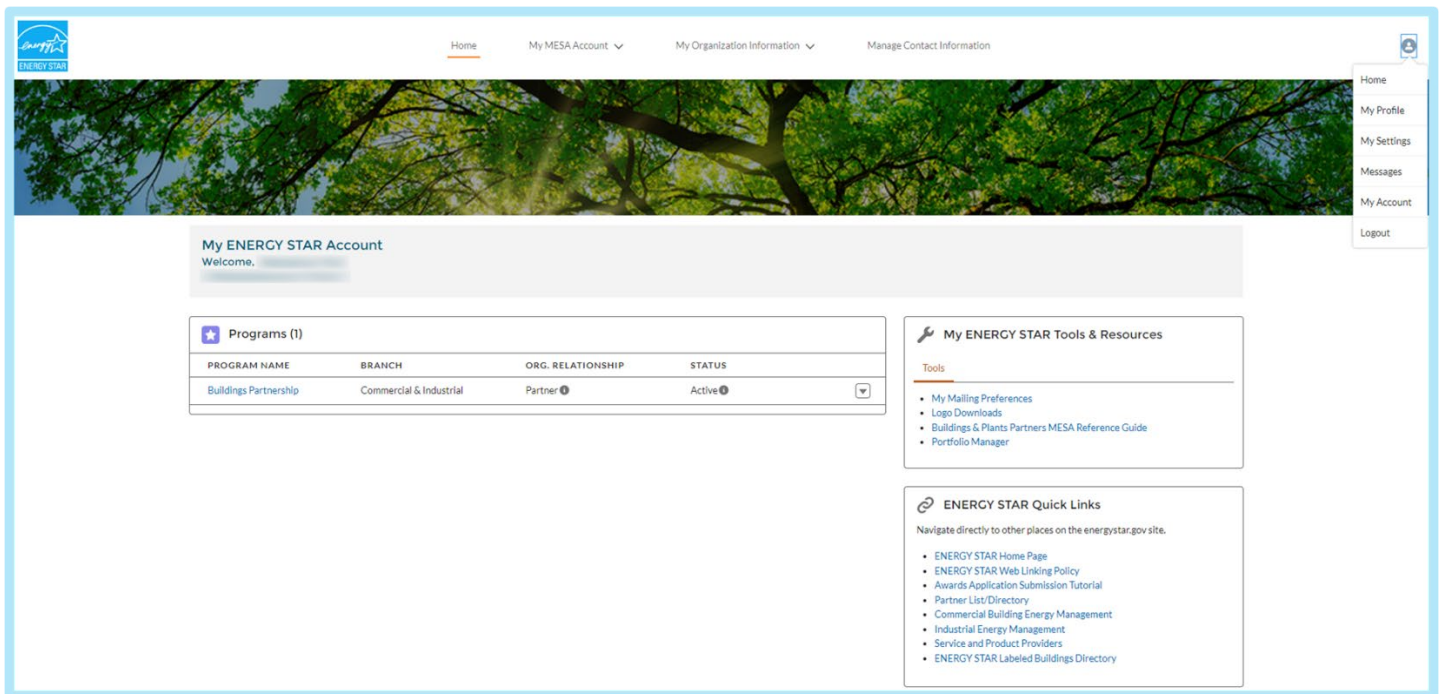 energy
ENERGY STAR
Home
My MESA Account
My Organization Information
Manage Contact Information
Home
My Profile
My Settings
Messages
My Account
Logout
My ENERGY STAR Account
Welcome,
Programs (1)
PROGRAM NAME BRANCH ORG. RELATIONSHIP STATUS
Buildings Partnership Commercial & Industrial Partner Active
My ENERGY STAR Tools & Resources
Tools
• My Mailing Preferences
• Logo Downloads
• Buildings & Plants Partners MESA Reference Guide
• Portfolio Manager
ENERGY STAR Quick Links
Navigate directly to other places on the energystar.gov site.
• ENERGY STAR Home Page
• ENERGY STAR Web Linking Policy
• Awards Application Submission Tutorial
• Partner List/Directory
• Commercial Building Energy Management
• Industrial Energy Management
• Service and Product Providers
• ENERGY STAR Labeled Buildings Directory